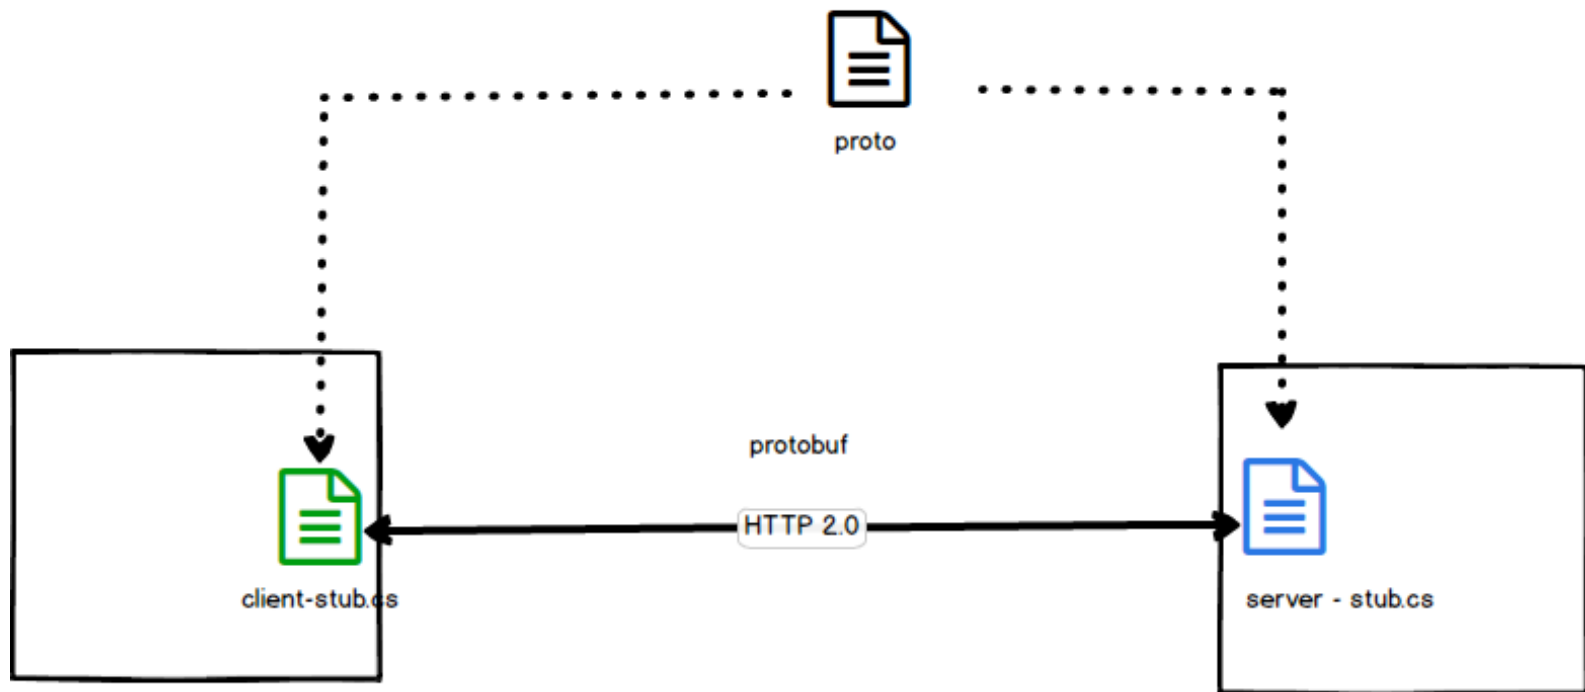 proto
protobuf
HTTP 2.0
client-stub.cs
server - stub.cs